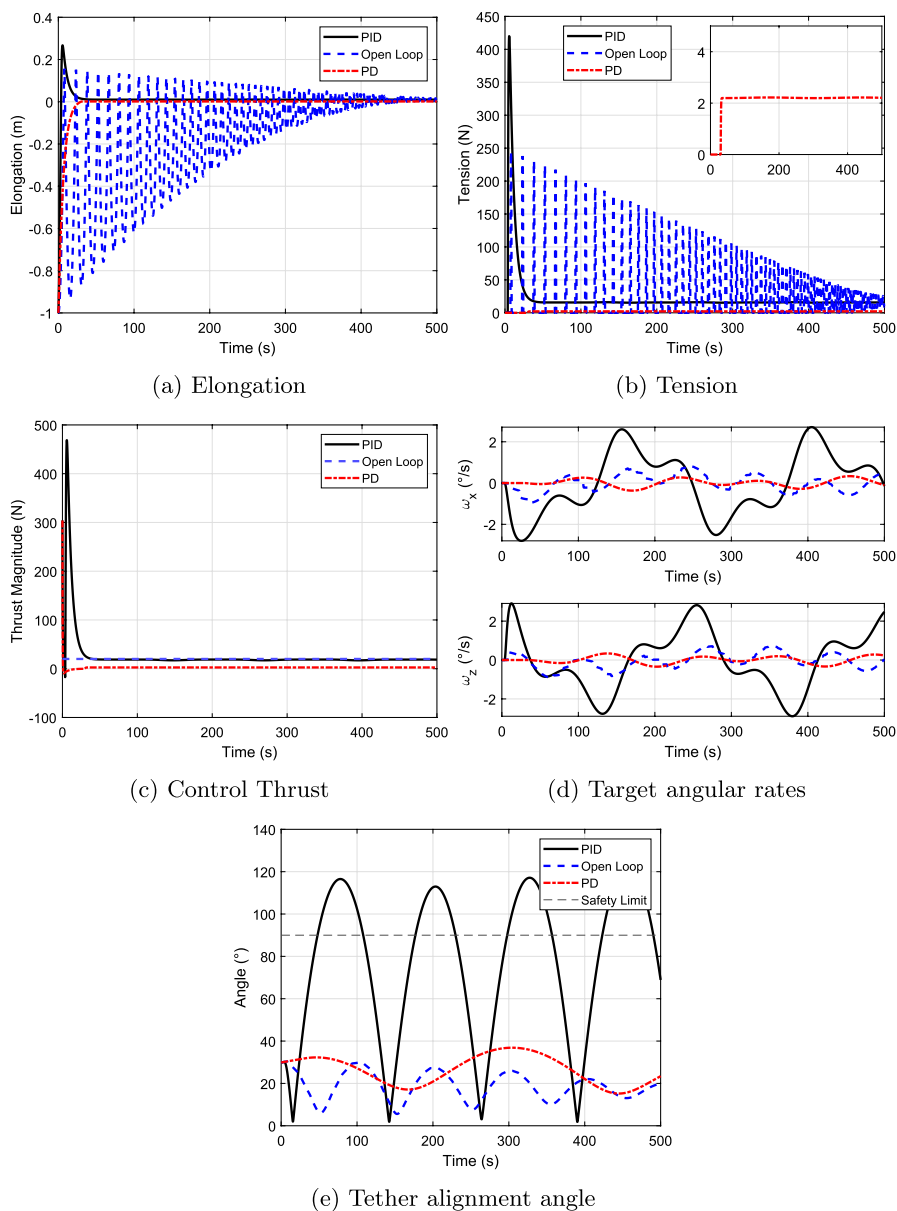 0.4
0.2
0
-0.2
-0.4
-0.6
-0.8
-1
Elongation (m)
PID
Open Loop
PD
0 100 200 300 400 500
Time (s)
(a) Elongation
450
400
350
300
250
200
150
100
50
0
Tension (N)
PID
Open Loop
PD
4
2
0
0 200 400
0 100 200 300 400 500
Time (s)
(b) Tension
500
400
300
200
100
0
-100
Thrust Magnitude (N)
PID
Open Loop
PD
0 100 200 300 400 500
Time (s)
(c) Control Thrust
2
0
-2
ωx (°/s)
0 100 200 300 400 500
Time (s)
2
0
-2
ωz (°/s)
0 100 200 300 400 500
Time (s)
(d) Target angular rates
140
120
100
80
60
40
20
0
Angle (°)
PID
Open Loop
PD
Safety Limit
0 100 200 300 400 500
Time (s)
(e) Tether alignment angle